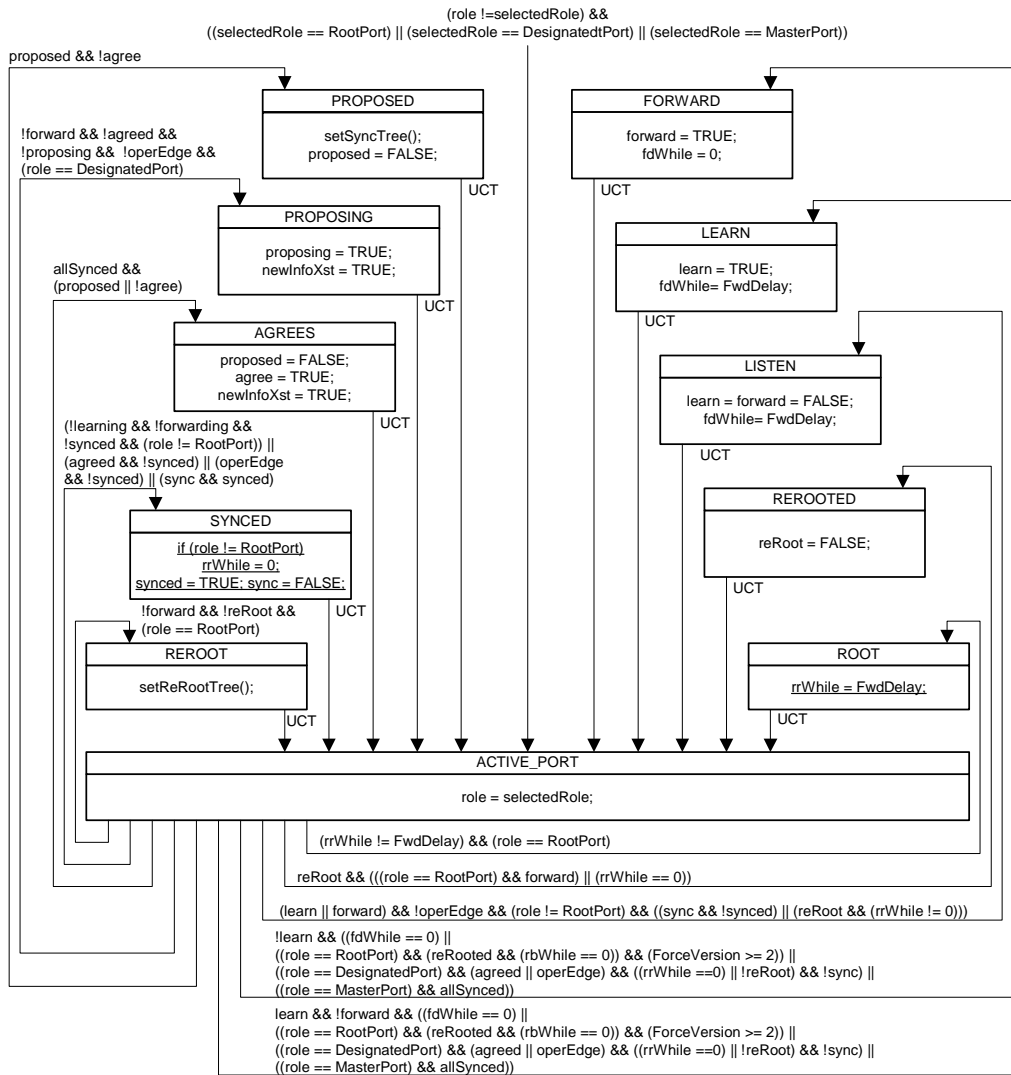 (role !=selectedRole) &&
((selectedRole == RootPort) || (selectedRole == DesignatedtPort) || (selectedRole == MasterPort))
proposed && !agree
PROPOSED
setSyncTree();
proposed = FALSE;
UCT
FORWARD
forward = TRUE;
fdWhile = 0;
UCT
!forward && !agreed &&
!proposing && !operEdge &&
(role == DesignatedPort)
PROPOSING
proposing = TRUE;
newInfoXst = TRUE;
UCT
LEARN
learn = TRUE;
fdWhile= FwdDelay;
UCT
allSynced &&
(proposed || !agree)
AGREES
proposed = FALSE;
agree = TRUE;
newInfoXst = TRUE;
UCT
LISTEN
learn = forward = FALSE;
fdWhile= FwdDelay;
UCT
(!learning && !forwarding &&
!synced && (role != RootPort)) ||
(agreed && !synced) || (operEdge
&& !synced) || (sync && synced)
SYNCED
if (role != RootPort)
rrWhile = 0;
synced = TRUE; sync = FALSE;
UCT
REROOTED
reRoot = FALSE;
UCT
!forward && !reRoot &&
(role == RootPort)
REROOT
setReRootTree();
UCT
ROOT
rrWhile = FwdDelay;
UCT
ACTIVE_PORT
role = selectedRole;
(rrWhile != FwdDelay) && (role == RootPort)
reRoot && (((role == RootPort) && forward) || (rrWhile == 0))
(learn || forward) && !operEdge && (role != RootPort) && ((sync && !synced) || (reRoot && (rrWhile != 0)))
!learn && ((fdWhile == 0) ||
((role == RootPort) && (reRooted && (rbWhile == 0)) && (ForceVersion >= 2)) ||
((role == DesignatedPort) && (agreed || operEdge) && ((rrWhile ==0) || !reRoot) && !sync) ||
((role == MasterPort) && allSynced))
learn && !forward && ((fdWhile == 0) ||
((role == RootPort) && (reRooted && (rbWhile == 0)) && (ForceVersion >= 2)) ||
((role == DesignatedPort) && (agreed || operEdge) && ((rrWhile ==0) || !reRoot) && !sync) ||
((role == MasterPort) && allSynced))